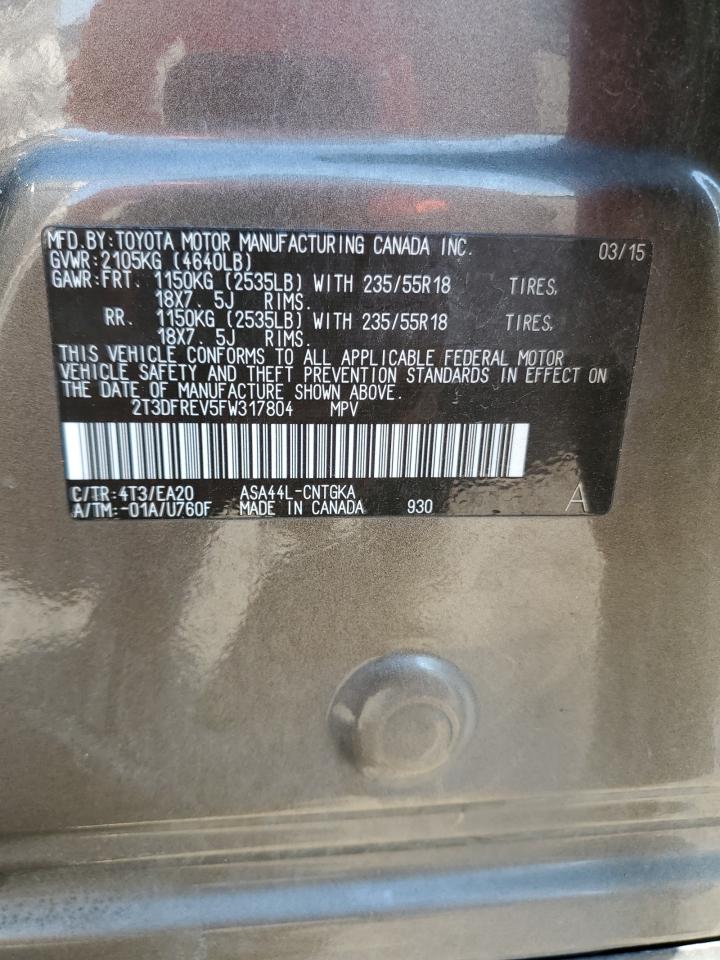 MFD.BY:TOYOTA MOTOR MANUFACTURING CANADA INC. 03/15
GVWR:2105KG (4640LB)
GAWR:FRT. 1150KG (2535LB) WITH 235/55R18 TIRES,
18X7. 5J RIMS.
RR. 1150KG (2535LB) WITH 235/55R18 TIRES,
18X7. 5J RIMS.
THIS VEHICLE CONFORMS TO ALL APPLICABLE FEDERAL MOTOR
VEHICLE SAFETY AND THEFT PREVENTION STANDARDS IN EFFECT ON
THE DATE OF MANUFACTURE SHOWN ABOVE.
2T3DFREV5FW317804 MPV
C/TR:4T3/EA20 ASA44L-CNTGKA
A/TM:-01A/U760F MADE IN CANADA 930 A